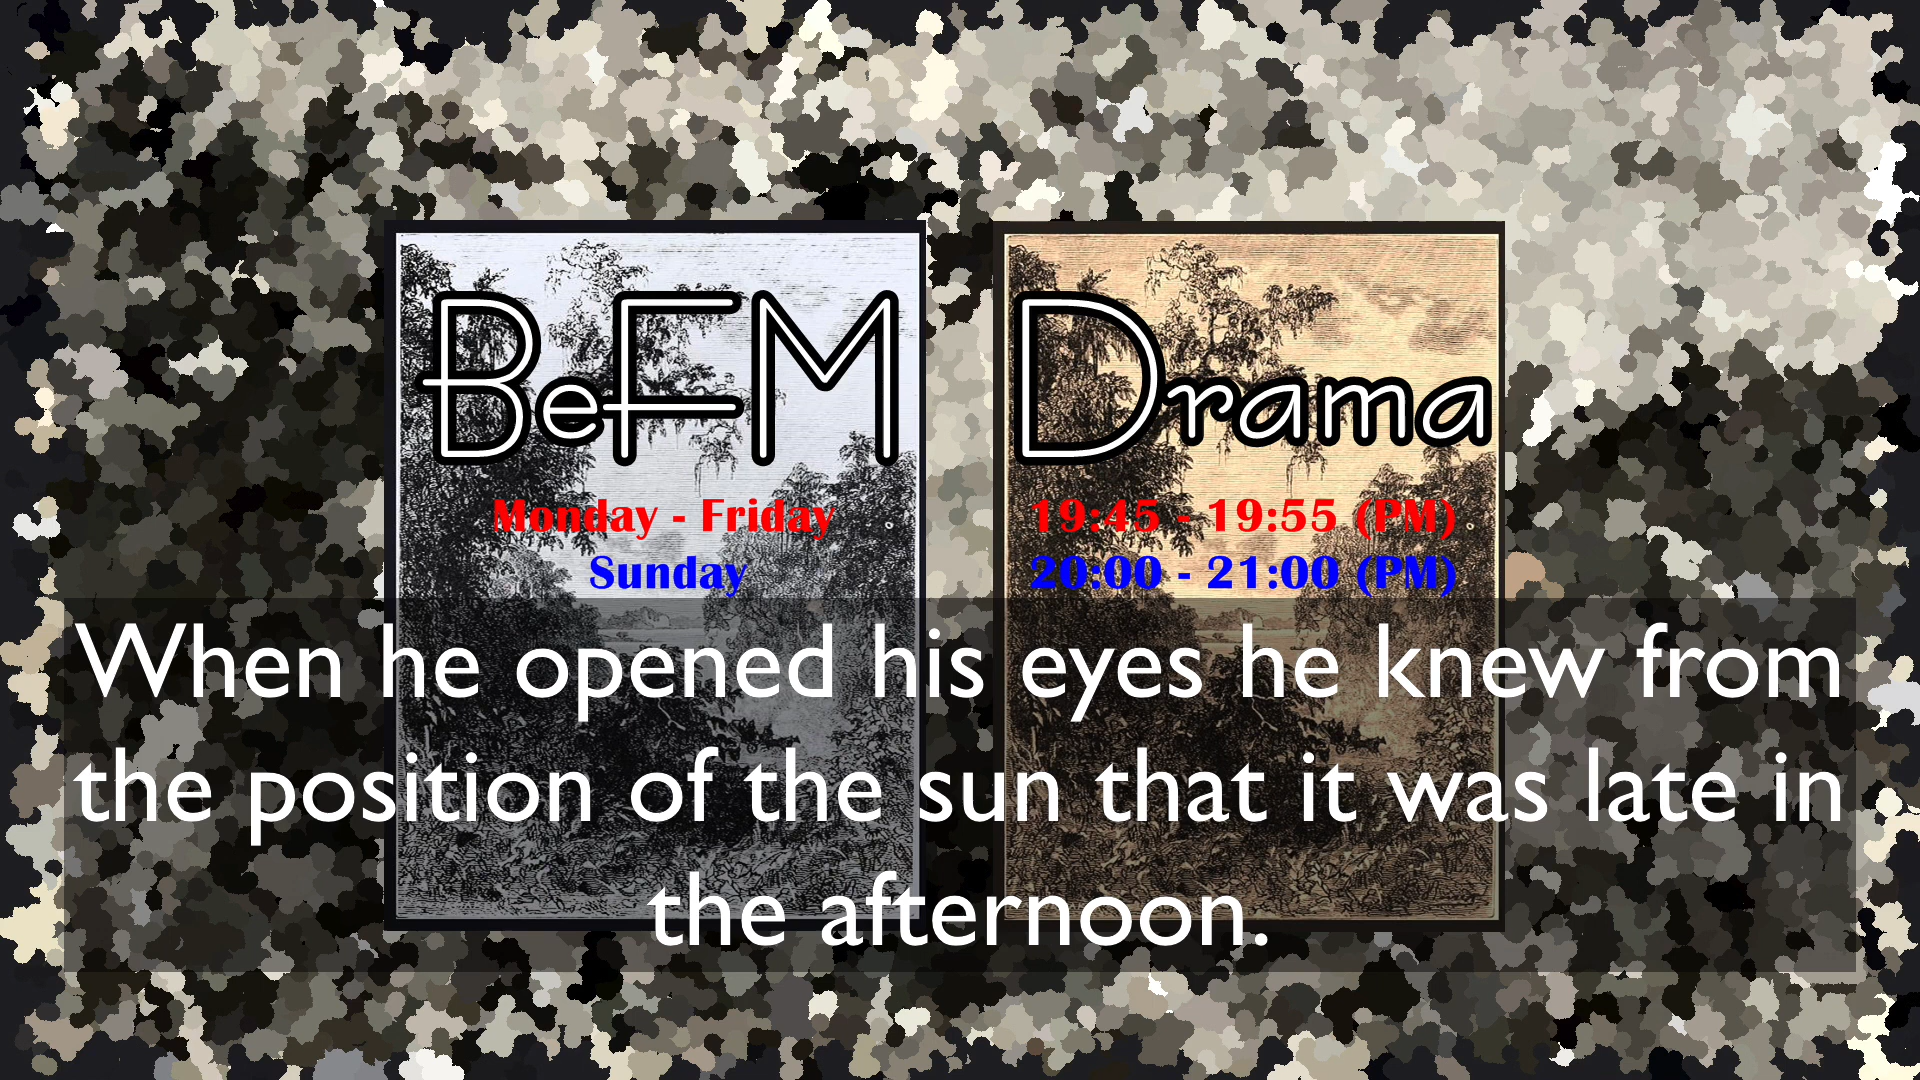 BeFM Drama
Monday - Friday 19:45 - 19:55 (PM)
Sunday 20:00 - 21:00 (PM)
When he opened his eyes he knew from
the position of the sun that it was late in
the afternoon.